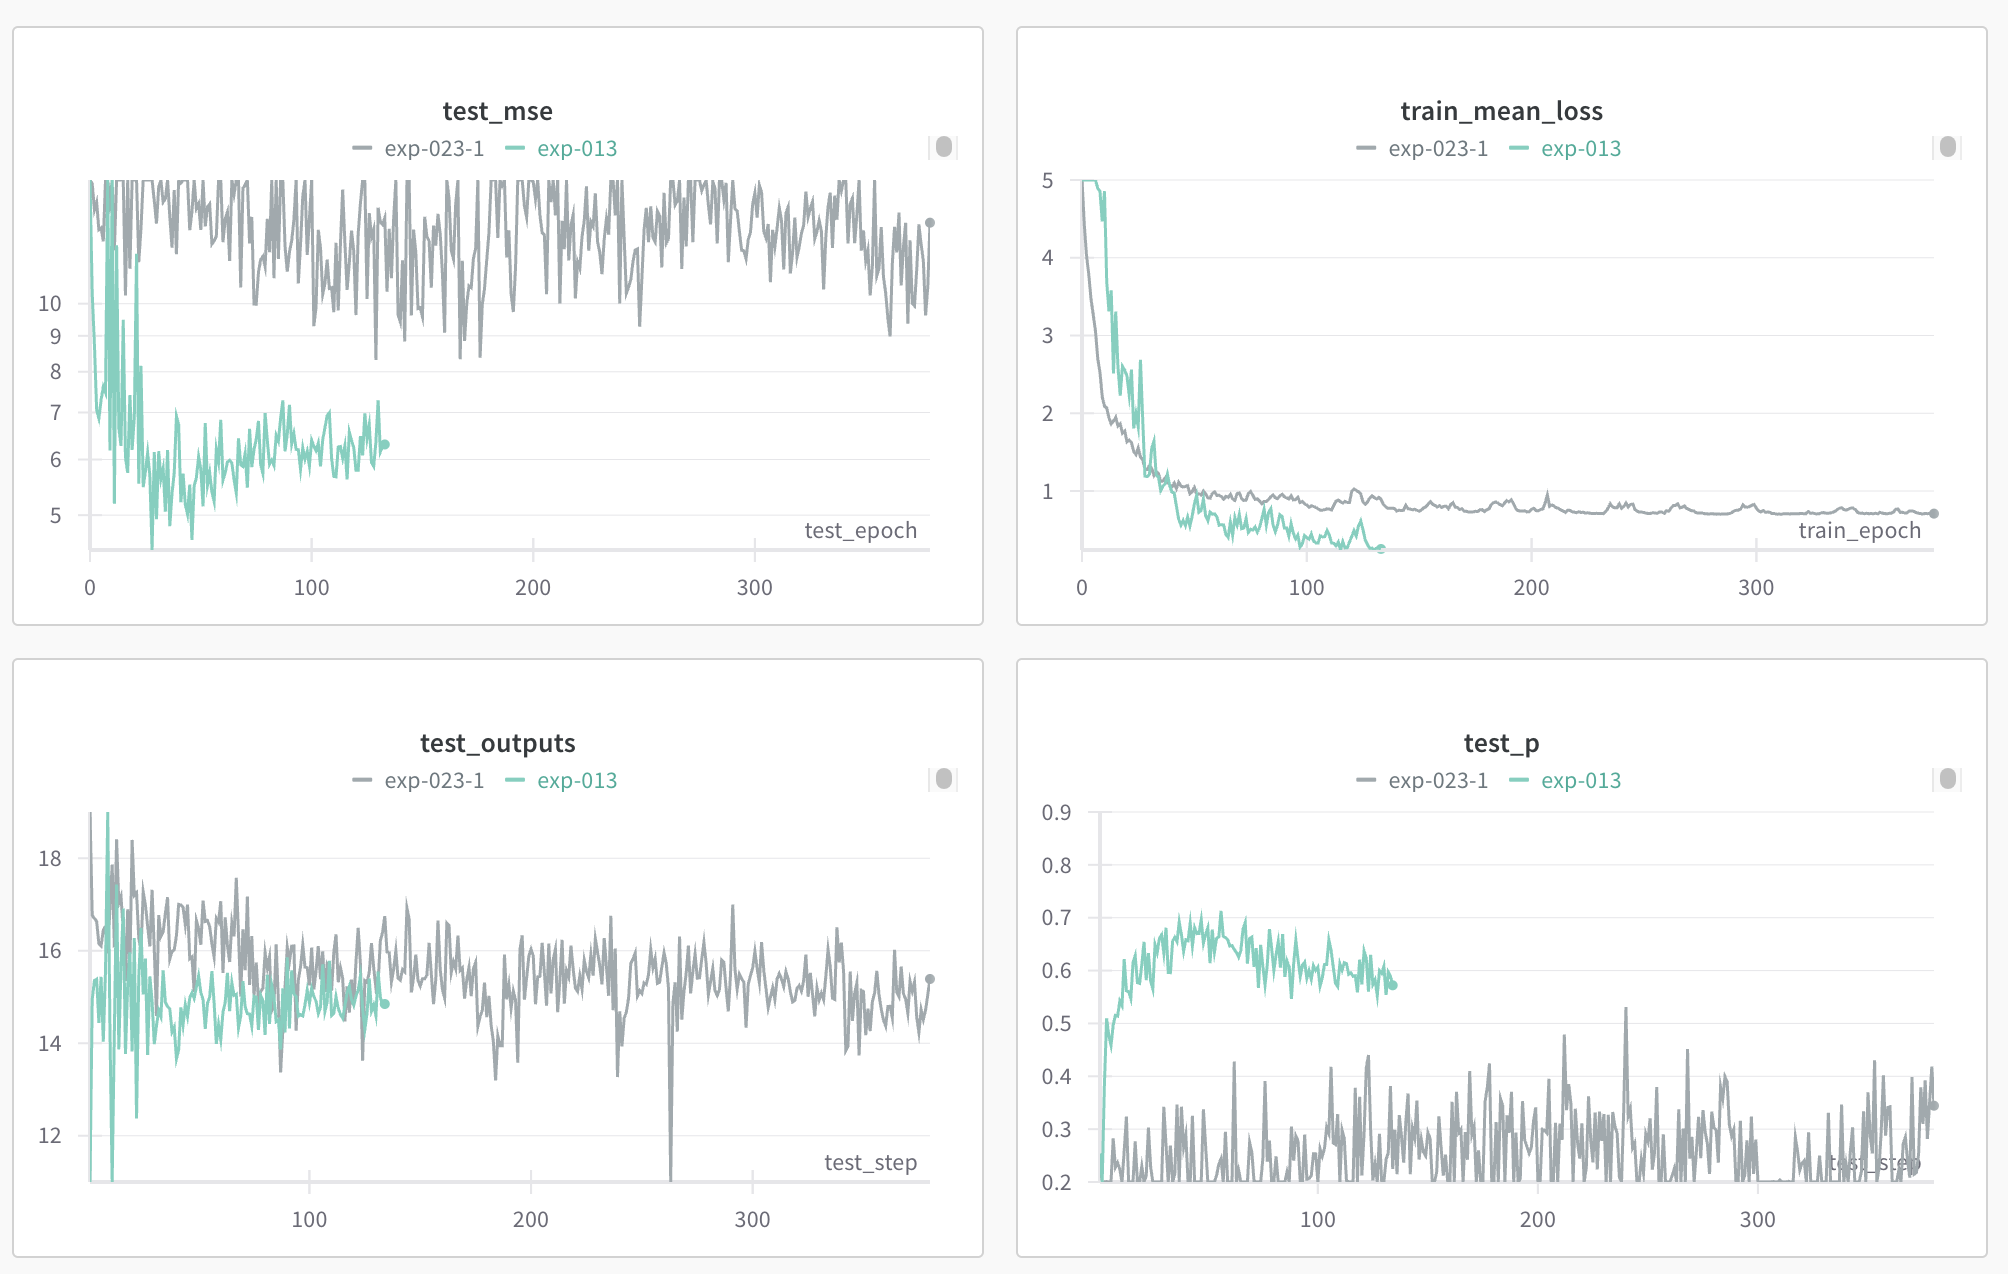 test_mse
exp-023-1 exp-013
10
9
8
7
6
5
test_epoch
0 100 200 300
train_mean_loss
exp-023-1 exp-013
5
4
3
2
1
train_epoch
0 100 200 300
test_outputs
exp-023-1 exp-013
18
16
14
12
test_step
100 200 300
test_p
exp-023-1 exp-013
0.9
0.8
0.7
0.6
0.5
0.4
0.3
0.2
test_step
100 200 300